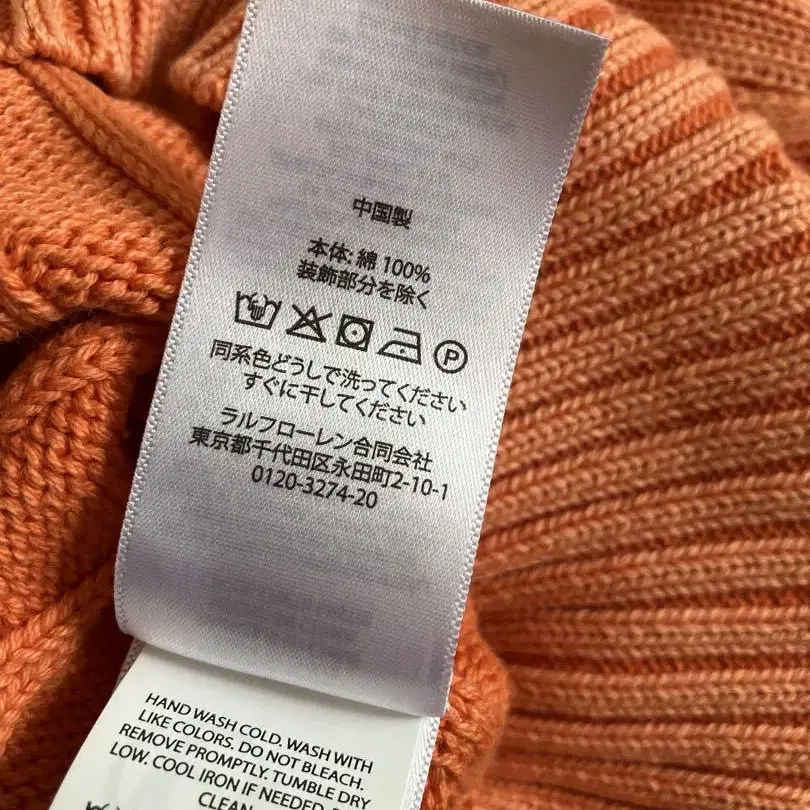 中国製
本体: 綿 100%
装飾部分を除く
P
同系色どうしで洗ってください
すぐに干してください
ラルフローレン合同会社
東京都千代田区永田町2-10-1
0120-3274-20
HAND WASH COLD. WASH WITH
LIKE COLORS. DO NOT BLEACH.
REMOVE PROMPTLY. TUMBLE DRY
LOW. COOL IRON IF NEEDED
CLEAN